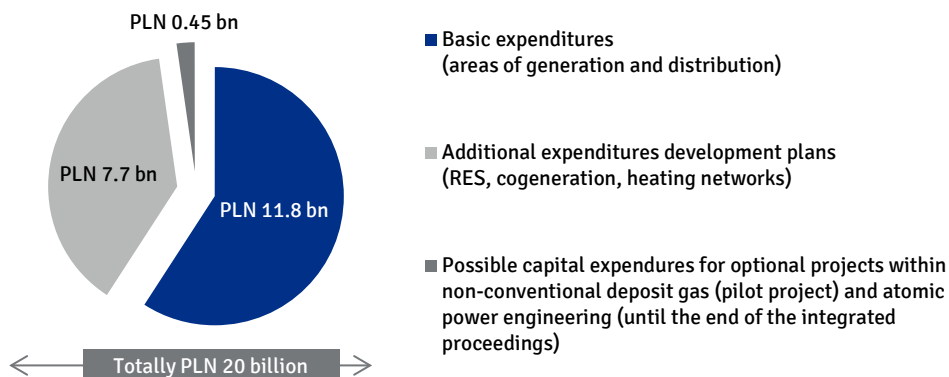 PLN 0.45 bn
PLN 7.7 bn
PLN 11.8 bn
Totally PLN 20 billion
Basic expenditures
(areas of generation and distribution)
Additional expenditures development plans
(RES, cogeneration, heating networks)
Possible capital expendures for optional projects within
non-conventional deposit gas (pilot project) and atomic
power engineering (until the end of the integrated
proceedings)